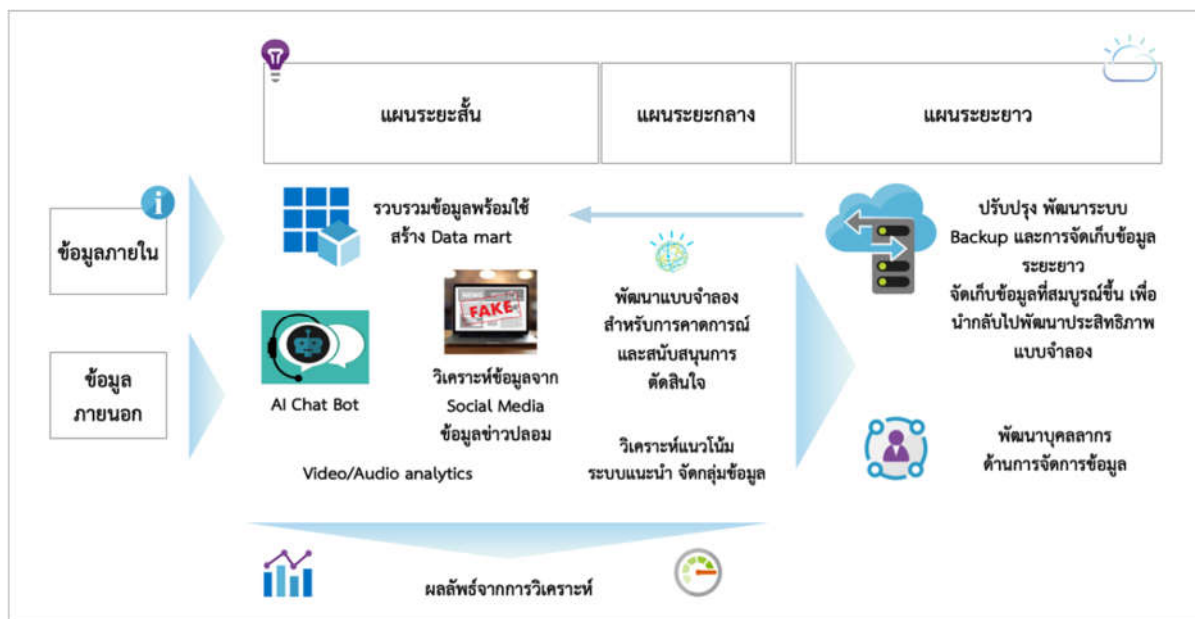 แผนระยะสั้น
แผนระยะกลาง
แผนระยะยาว
ข้อมูลภายใน
ข้อมูล
ภายนอก
รวบรวมข้อมูลพร้อมใช้
สร้าง Data mart
AI Chat Bot
NEWS
FAKE
วิเคราะห์ข้อมูลจาก
Social Media
ข้อมูลข่าวปลอม
Video/Audio analytics
พัฒนาแบบจำลอง
สำหรับการคาดการณ์
และสนับสนุนการ
ตัดสินใจ
วิเคราะห์แนวโน้ม
ระบบแนะนำ จัดกลุ่มข้อมูล
ปรับปรุง พัฒนาระบบ
Backup และการจัดเก็บข้อมูล
ระยะยาว
จัดเก็บข้อมูลที่สมบูรณ์ขึ้น เพื่อ
นำกลับไปพัฒนาประสิทธิภาพ
แบบจำลอง
พัฒนาบุคลลากร
ด้านการจัดการข้อมูล
ผลลัพธ์จากการวิเคราะห์